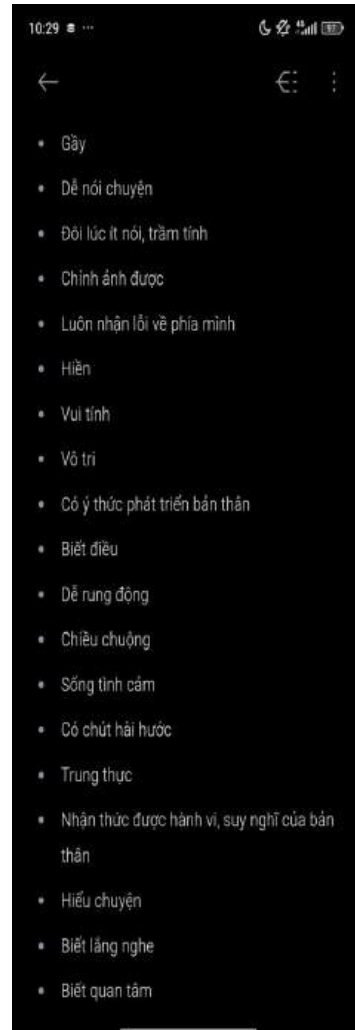 10:29
Gầy
Dễ nói chuyện
Đôi lúc ít nói, trầm tính
Chỉnh ảnh được
Luôn nhận lỗi về phía mình
Hiền
Vui tính
Vô tri
Có ý thức phát triển bản thân
Biết điều
Dễ rung động
Chiều chuộng
Sống tình cảm
Có chút hài hước
Trung thực
Nhận thức được hành vi, suy nghĩ của bản
thân
Hiểu chuyện
Biết lắng nghe
Biết quan tâm